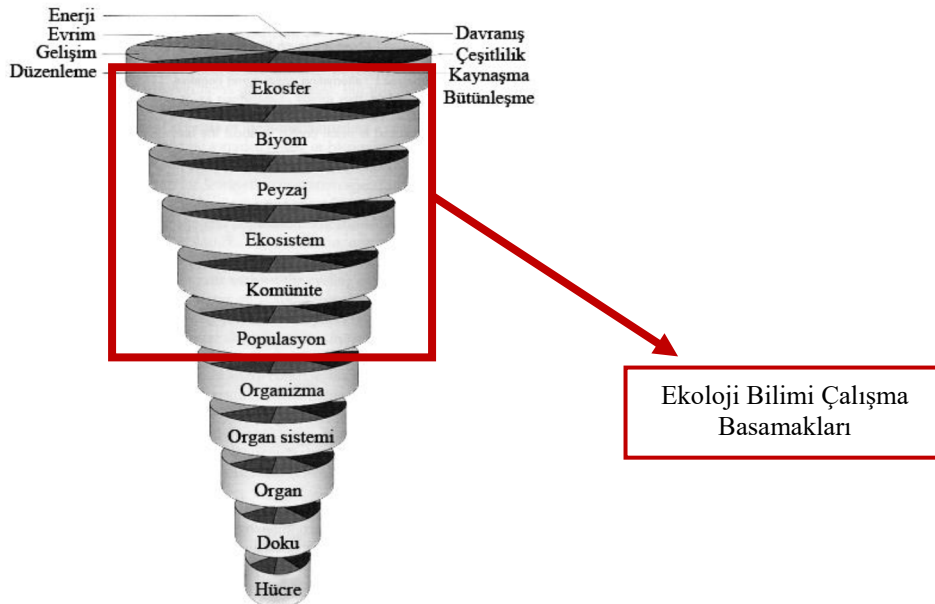 Enerji
Evrim
Gelişim
Düzenleme
Davranış
Çeşitlilik
Kaynaşma
Bütünleşme
Ekosfer
Biyom
Peyzaj
Ekosistem
Komünite
Populasyon
Organizma
Organ sistemi
Organ
Doku
Hücre
Ekoloji Bilimi Çalışma
Basamakları